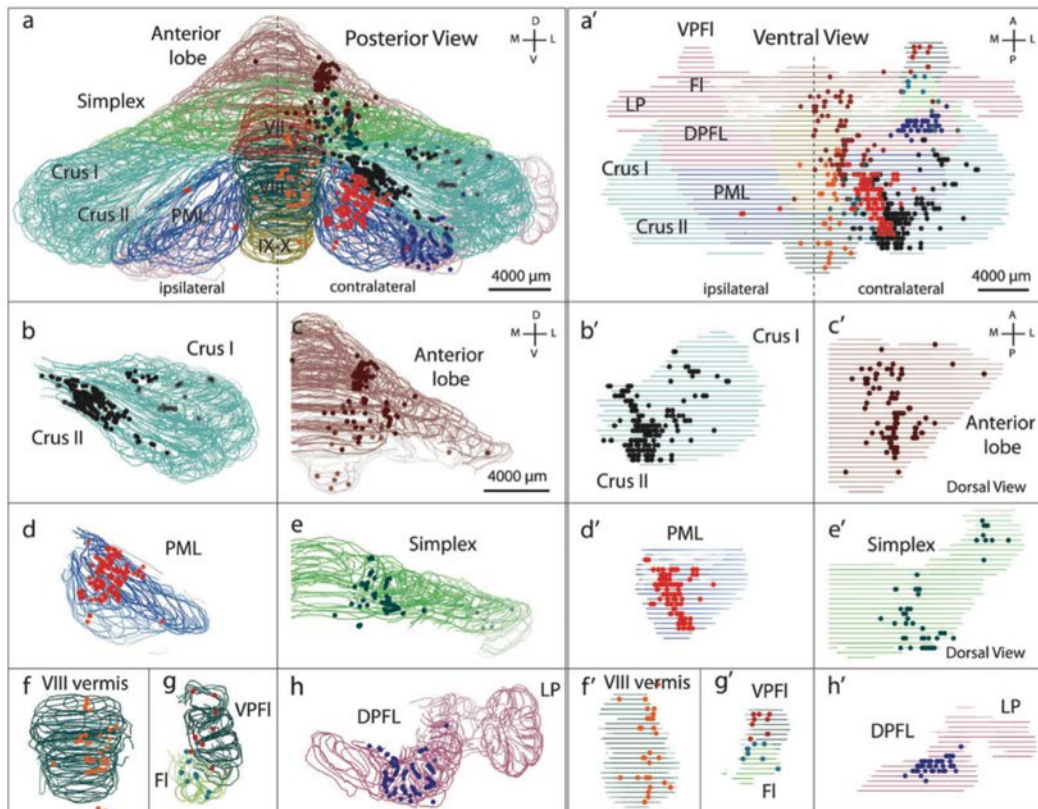 a
Anterior
lobe
Posterior View
D
M L
V
Simplex
VII
Crus I
VIII
Crus II
PML
IX-X
4000 µm
ipsilateral
contralateral
a'
VPFl
Ventral View
A
M L
P
Fl
LP
DPFL
Crus I
PML
Crus II
4000 µm
ipsilateral
contralateral
b
Crus I
Crus II
c
D
M L
V
Anterior
lobe
4000 µm
b'
Crus I
Crus II
c'
A
M L
P
Anterior
lobe
Dorsal View
d
PML
e
Simplex
d'
PML
e'
Simplex
Dorsal View
f
VIII vermis
g
VPFl
Fl
h
DPFL
LP
f'
VIII vermis
g'
VPFl
Fl
h'
DPFL
LP